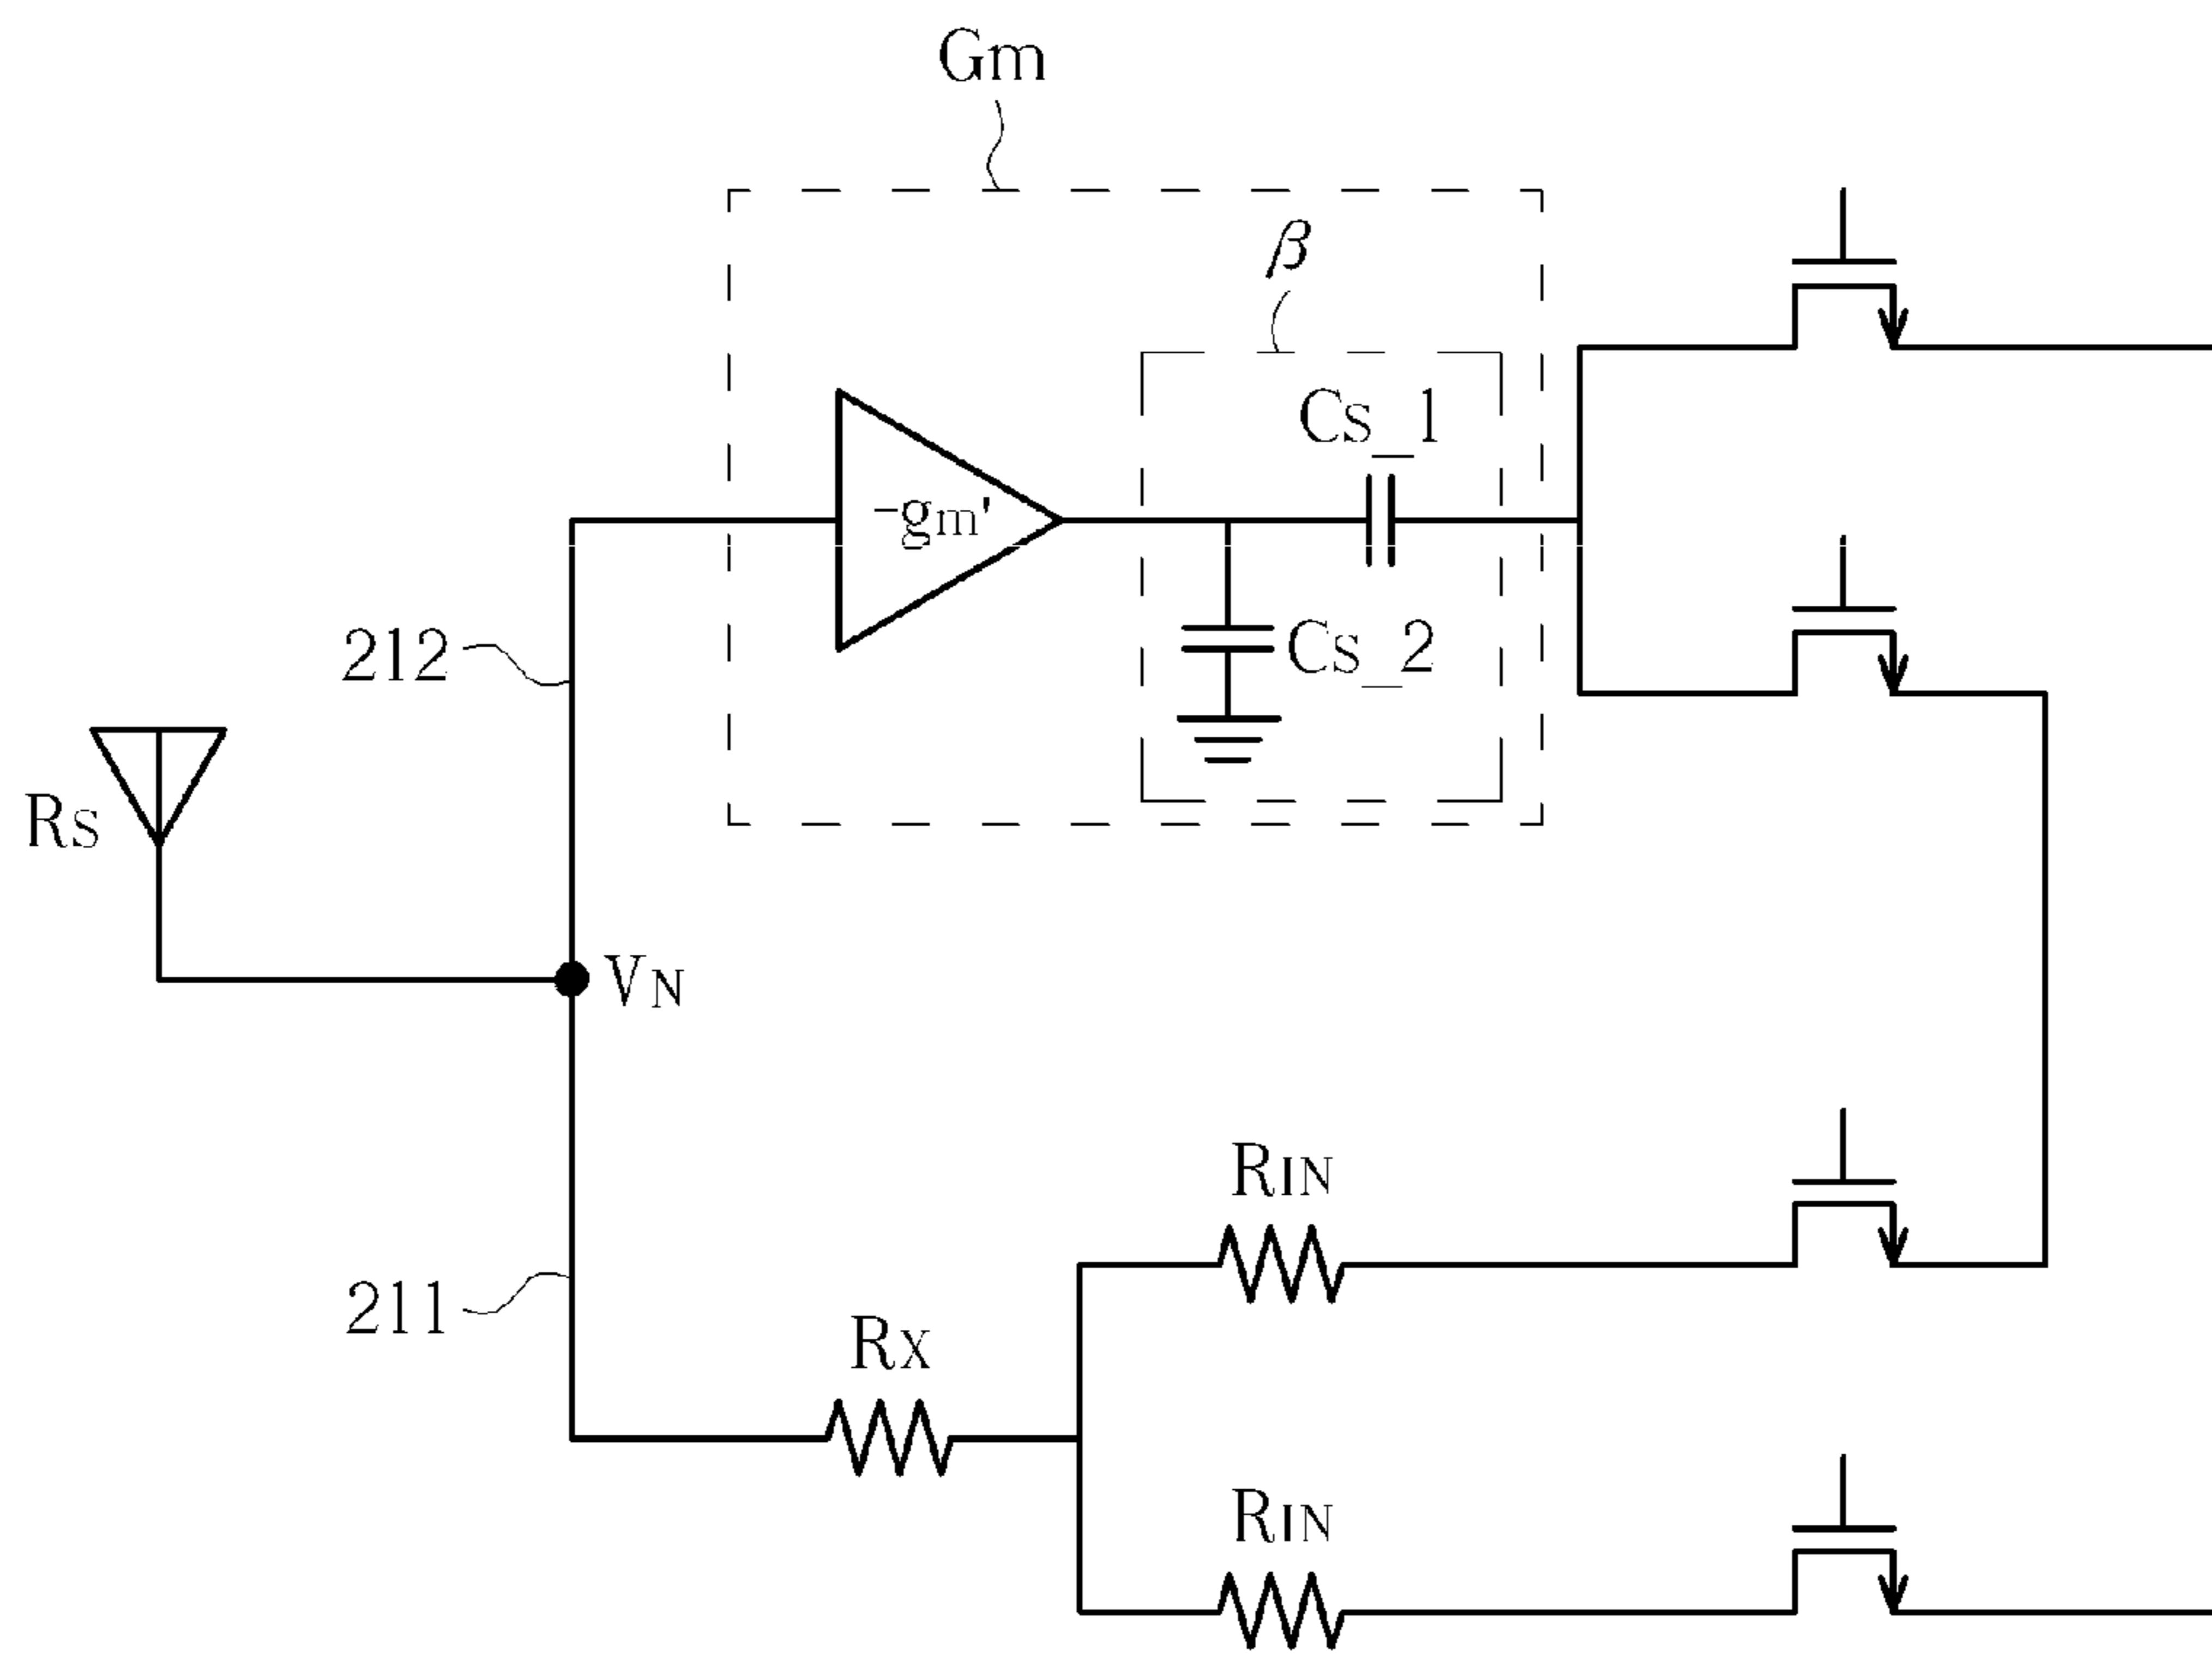 Gm
β
Cs_1
-gm'
Cs_2
212
Rs
VN
RIN
211
Rx
RIN